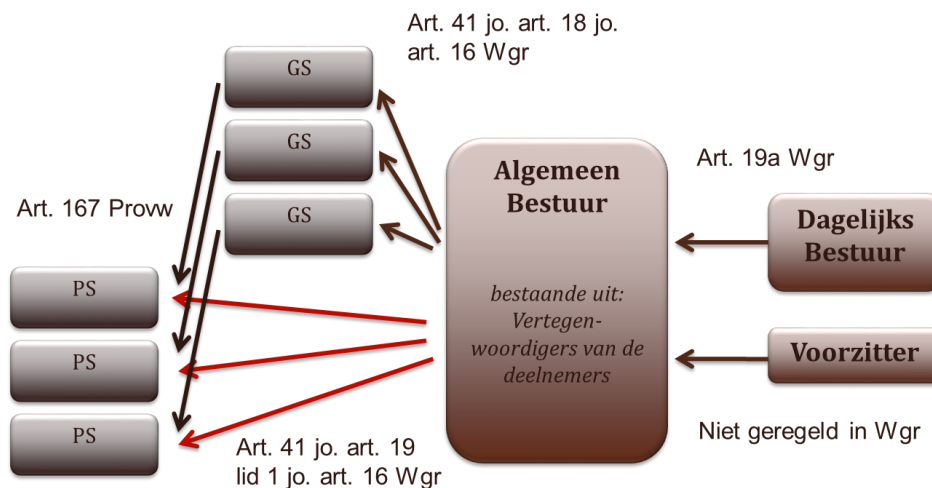 Art. 41 jo. art. 18 jo.
art. 16 Wgr
GS
GS
GS
Art. 167 Provw
PS
PS
PS
Algemeen
Bestuur
bestaande uit:
Vertegen-
woordigers van de
deelnemers
Art. 19a Wgr
Dagelijks
Bestuur
Voorzitter
Niet geregeld in Wgr
Art. 41 jo. art. 19
lid 1 jo. art. 16 Wgr